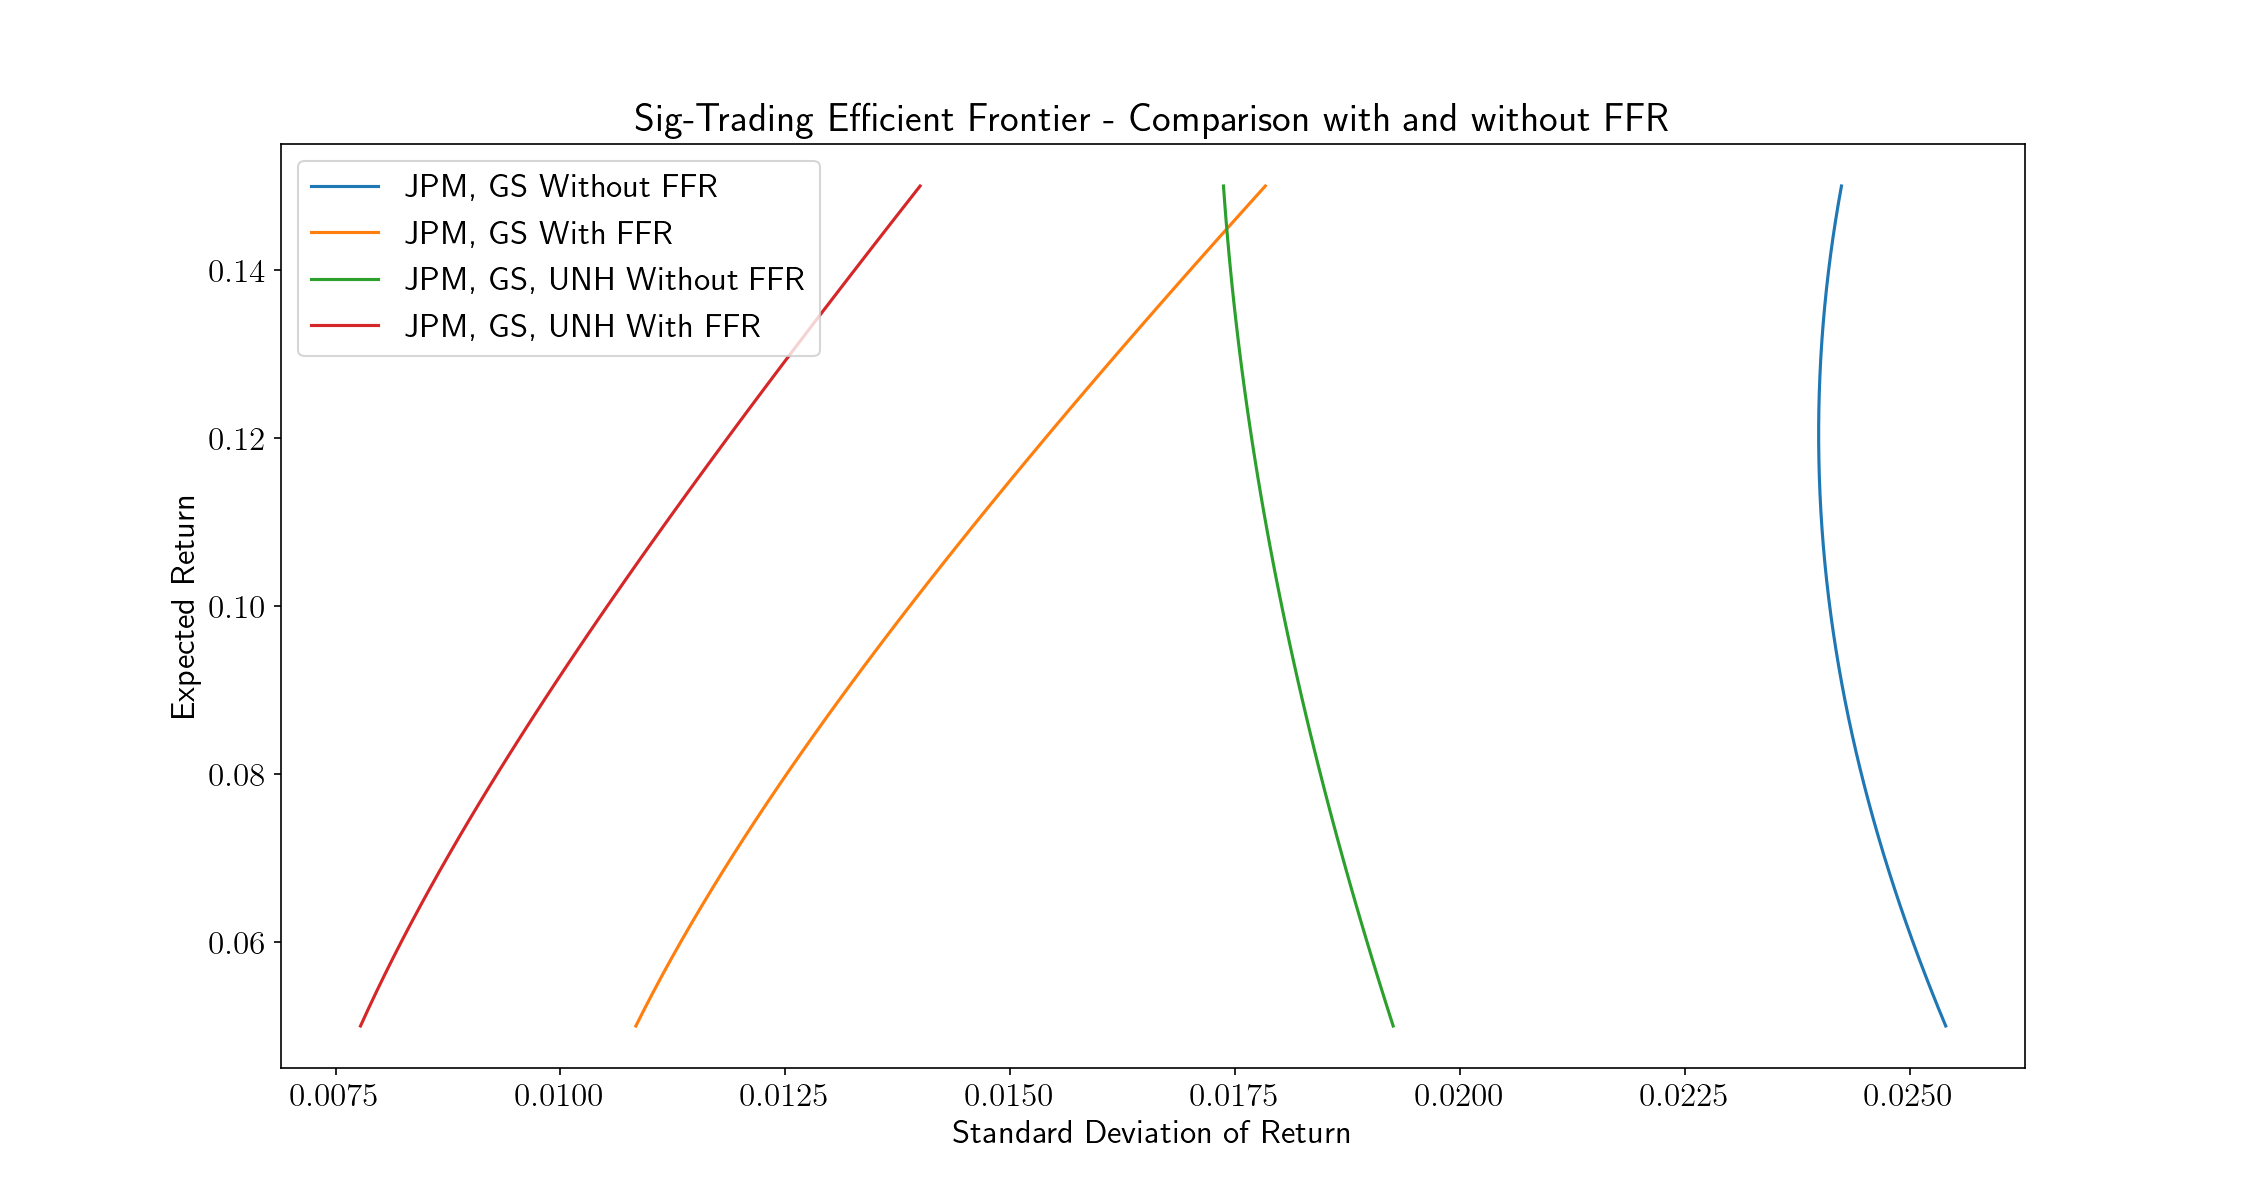 Sig-Trading Efficient Frontier - Comparison with and without FFR
JPM, GS Without FFR
JPM, GS With FFR
JPM, GS, UNH Without FFR
JPM, GS, UNH With FFR
Expected Return
0.14
0.12
0.10
0.08
0.06
0.0075 0.0100 0.0125 0.0150 0.0175 0.0200 0.0225 0.0250
Standard Deviation of Return